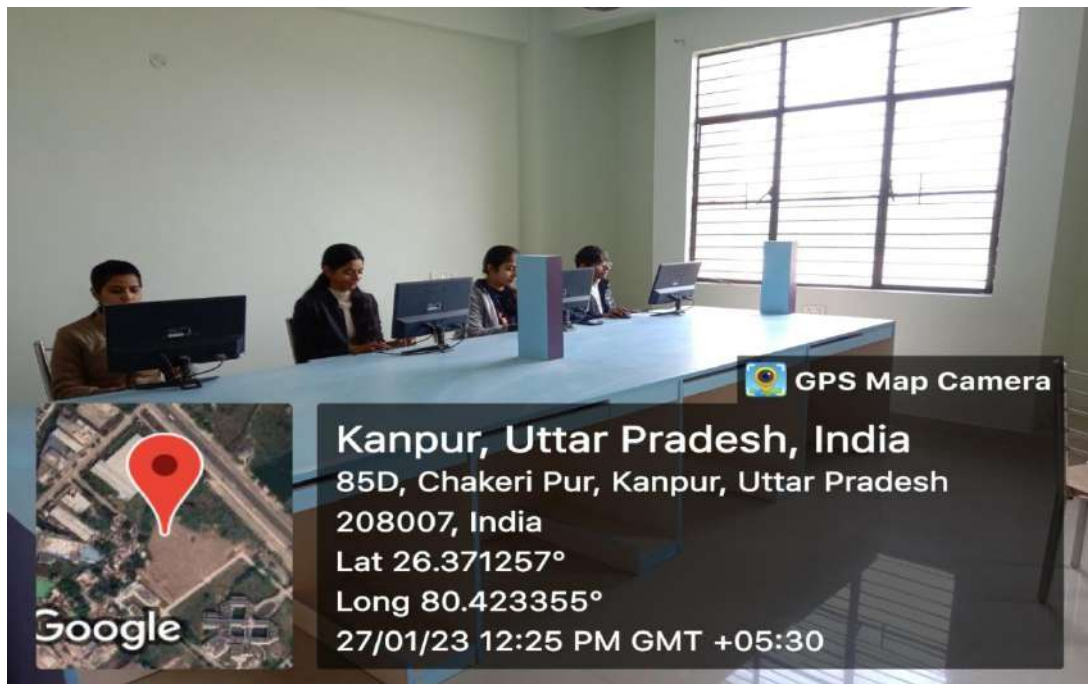 GPS Map Camera
Kanpur, Uttar Pradesh, India
85D, Chakeri Pur, Kanpur, Uttar Pradesh
208007, India
Lat 26.371257°
Long 80.423355°
27/01/23 12:25 PM GMT +05:30
Google